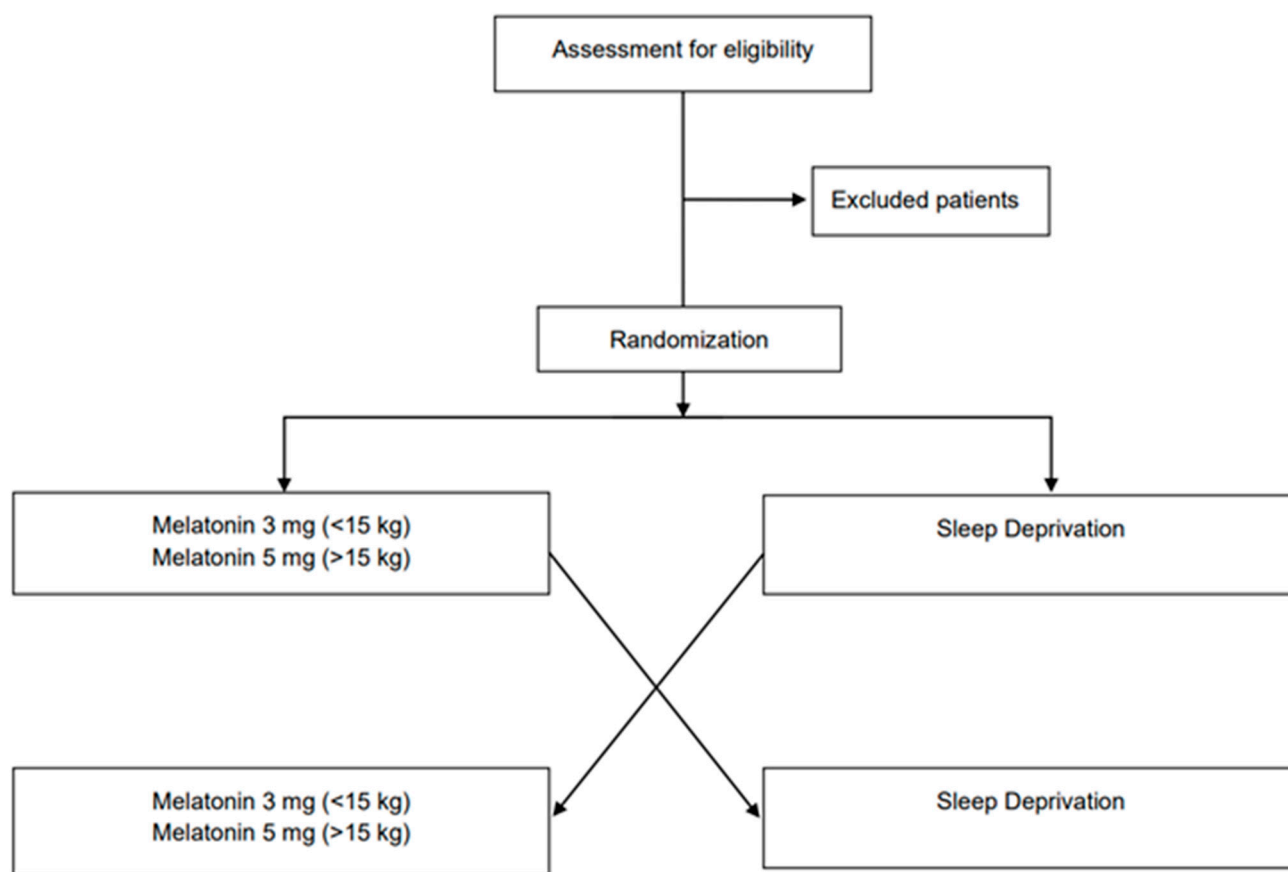 Assessment for eligibility
Excluded patients
Randomization
Melatonin 3 mg (<15 kg)
Melatonin 5 mg (>15 kg)
Sleep Deprivation
Melatonin 3 mg (<15 kg)
Melatonin 5 mg (>15 kg)
Sleep Deprivation